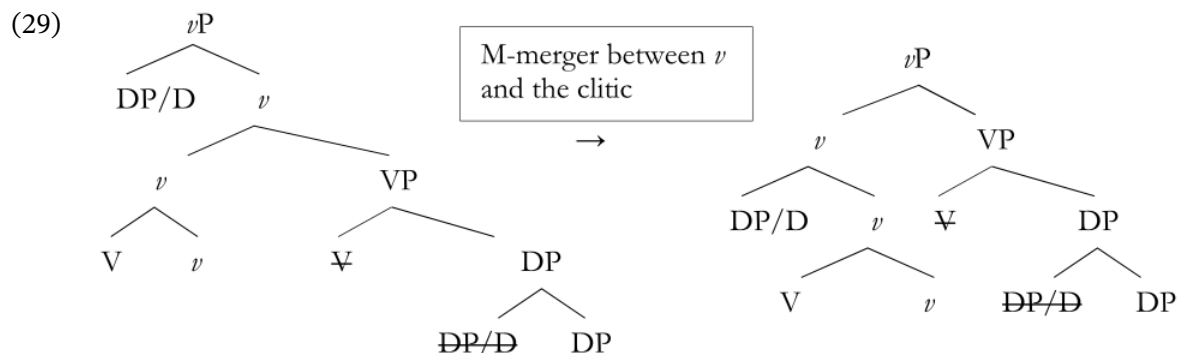 (29)
vP
DP/D v
v VP
V v V DP
DP/D DP
M-merger between v
and the clitic
→
vP
v VP
DP/D v V DP
V v DP/D DP